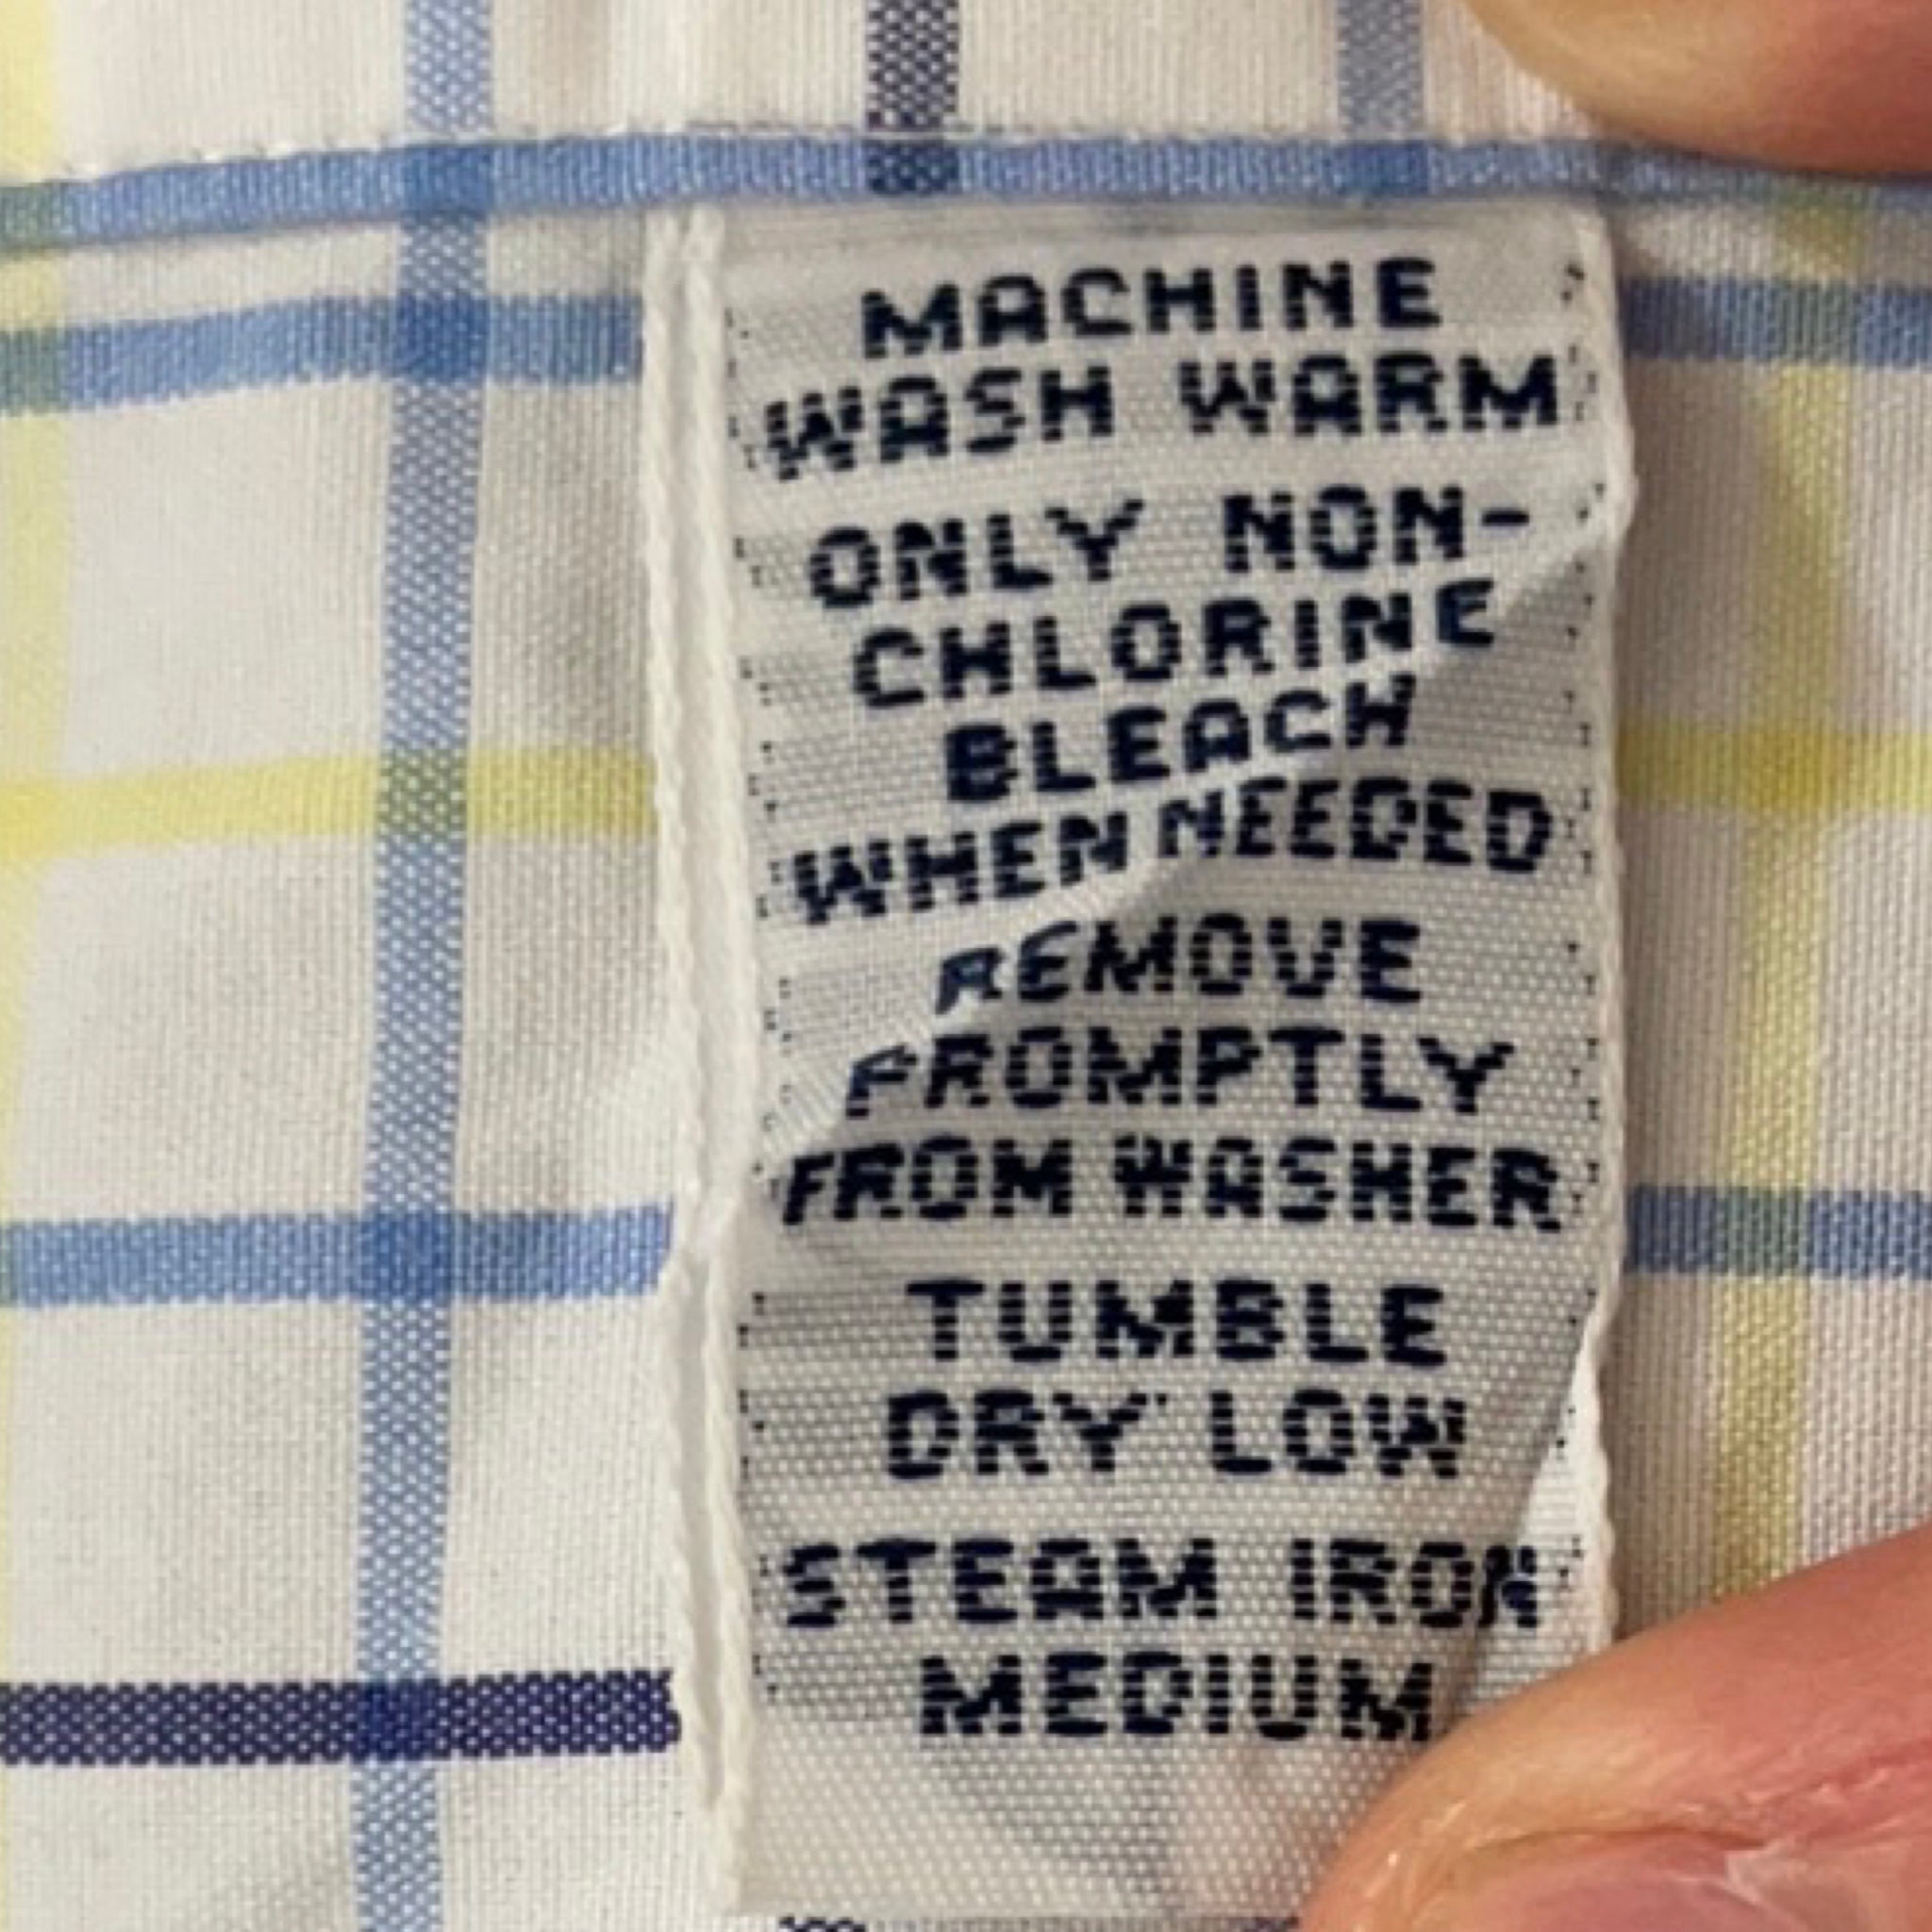 MACHINE
WASH WARM
ONLY NON-
CHLORINE
BLEACH
WHEN NEEDED
REMOVE
PROMPTLY
FROM WASHER
TUMBLE
DRY LOW
STEAM IRON
MEDIUM